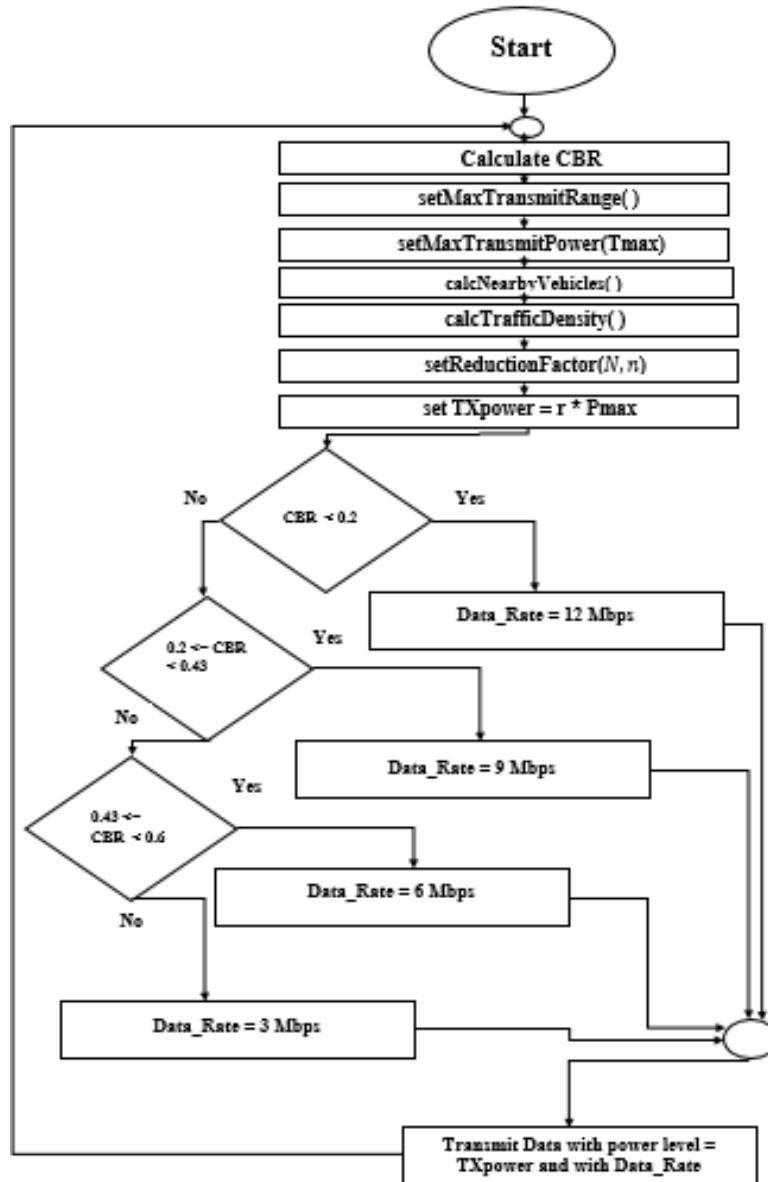 Start
Calculate CBR
setMaxTransmitRange( )
setMaxTransmitPower(Tmax)
calcNearbyVehicles( )
calcTrafficDensity( )
setReductionFactor(N, n)
set TXpower = r * Pmax
No
Yes
CBR < 0.2
Data_Rate = 12 Mbps
Yes
0.2 <= CBR
< 0.43
No
Data_Rate = 9 Mbps
Yes
0.43 <=
CBR < 0.6
Data_Rate = 6 Mbps
No
Data_Rate = 3 Mbps
Transmit Data with power level =
TXpower and with Data_Rate